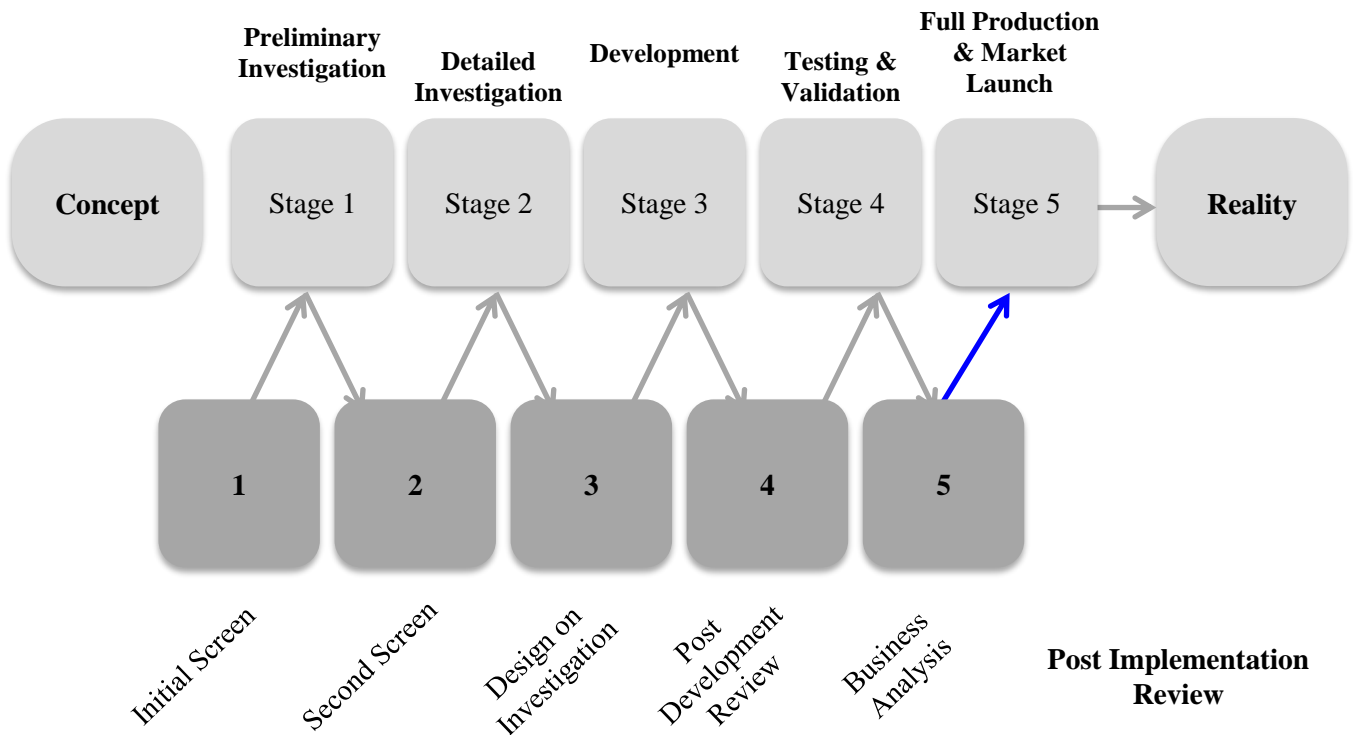 Preliminary
Investigation
Detailed
Investigation
Development
Testing &
Validation
Full Production
& Market
Launch
Concept
Stage 1
Stage 2
Stage 3
Stage 4
Stage 5
Reality
1
2
3
4
5
Initial Screen
Second Screen
Design on
Investigation
Post
Development
Review
Business
Analysis
Post Implementation
Review